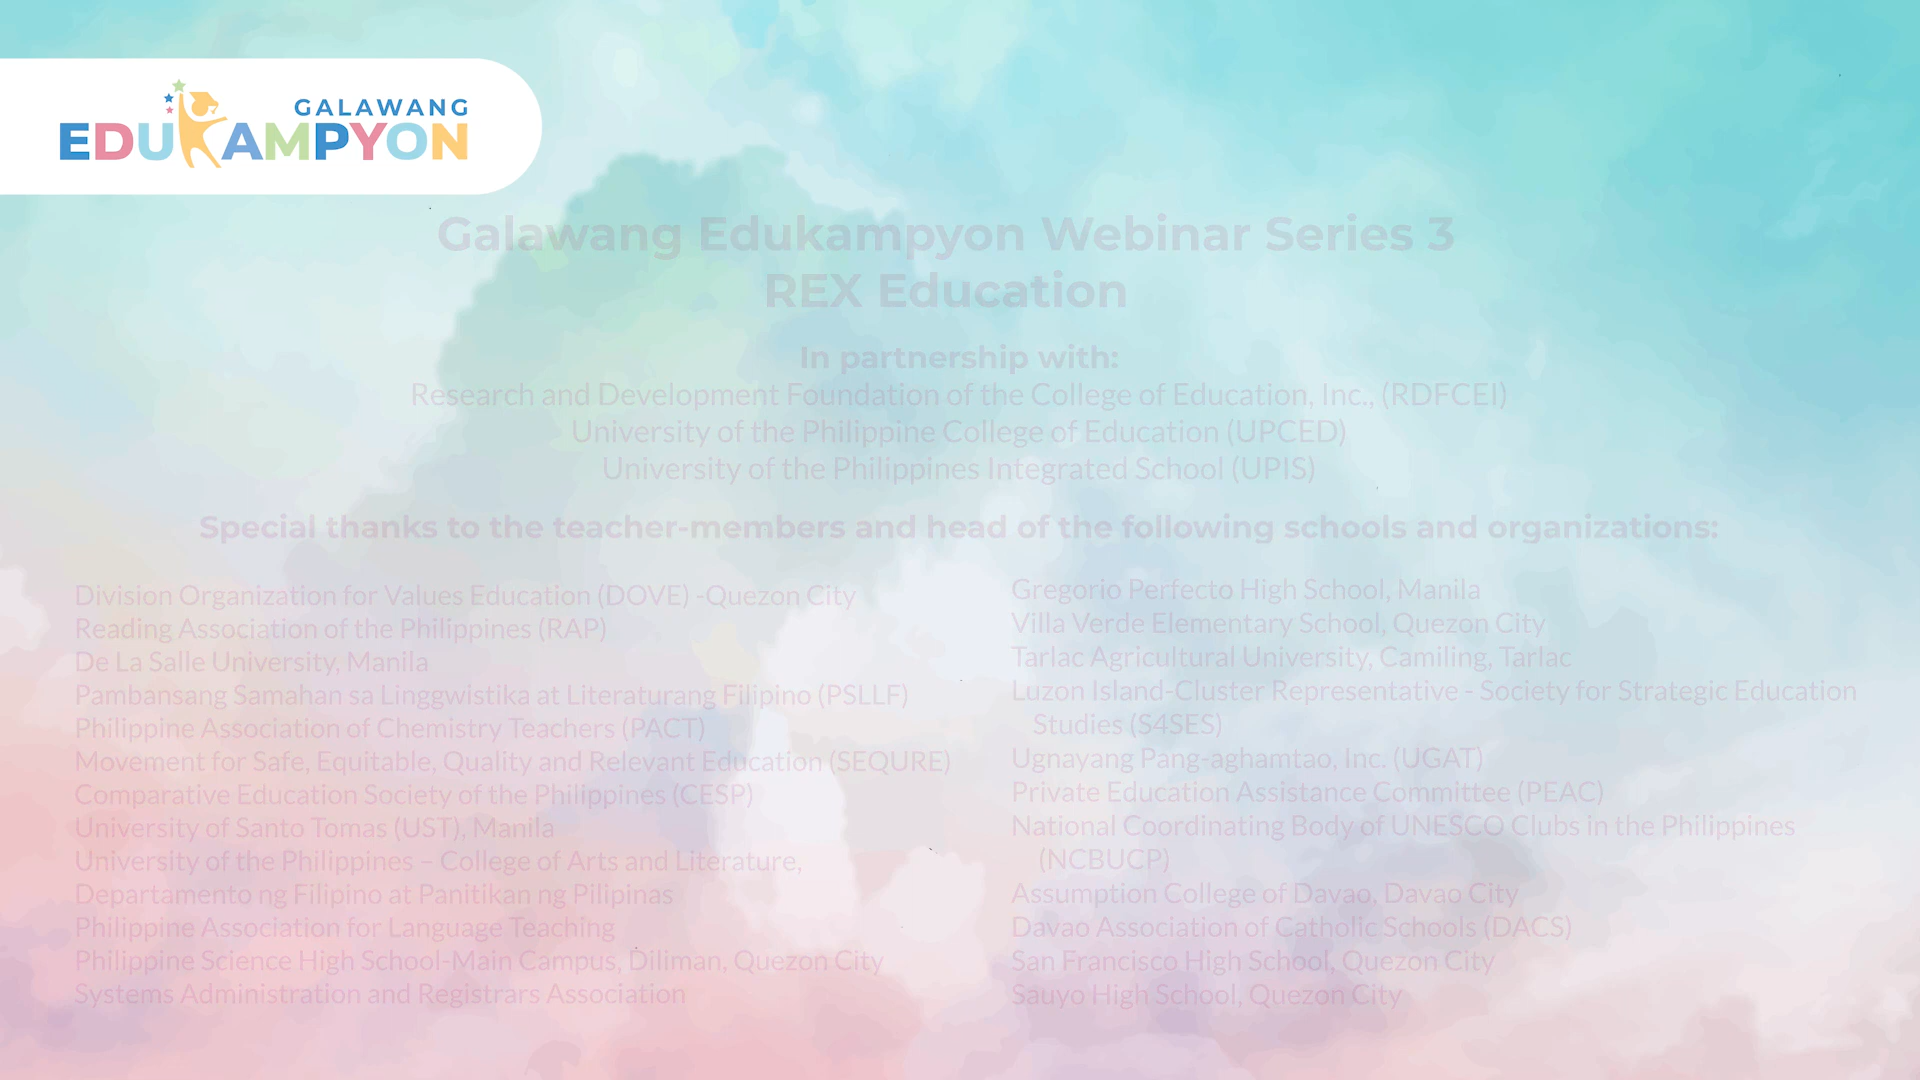 GALAWANG
EDUKAMPYON
Galawang Edukampyon Webinar Series 3
REX Education
In partnership with:
Research and Development Foundation of the College of Education, Inc., (RDFCEI)
University of the Philippine College of Education (UPCED)
University of the Philippines Integrated School (UPIS)
Special thanks to the teacher-members and head of the following schools and organizations:
Division Organization for Values Education (DOVE) -Quezon City
Reading Association of the Philippines (RAP)
De La Salle University, Manila
Pambansang Samahan sa Linggwistika at Literaturang Filipino (PSLLF)
Philippine Association of Chemistry Teachers (PACT)
Movement for Safe, Equitable, Quality and Relevant Education (SEQURE)
Comparative Education Society of the Philippines (CESP)
University of Santo Tomas (UST), Manila
University of the Philippines – College of Arts and Literature,
Departamento ng Filipino at Panitikan ng Pilipinas
Philippine Association for Language Teaching
Philippine Science High School-Main Campus, Diliman, Quezon City
Systems Administration and Registrars Association
Gregorio Perfecto High School, Manila
Villa Verde Elementary School, Quezon City
Tarlac Agricultural University, Camiling, Tarlac
Luzon Island-Cluster Representative - Society for Strategic Education
Studies (S4SES)
Ugnayang Pang-aghamtao, Inc. (UGAT)
Private Education Assistance Committee (PEAC)
National Coordinating Body of UNESCO Clubs in the Philippines
(NCBUCP)
Assumption College of Davao, Davao City
Davao Association of Catholic Schools (DACS)
San Francisco High School, Quezon City
Sauyo High School, Quezon City